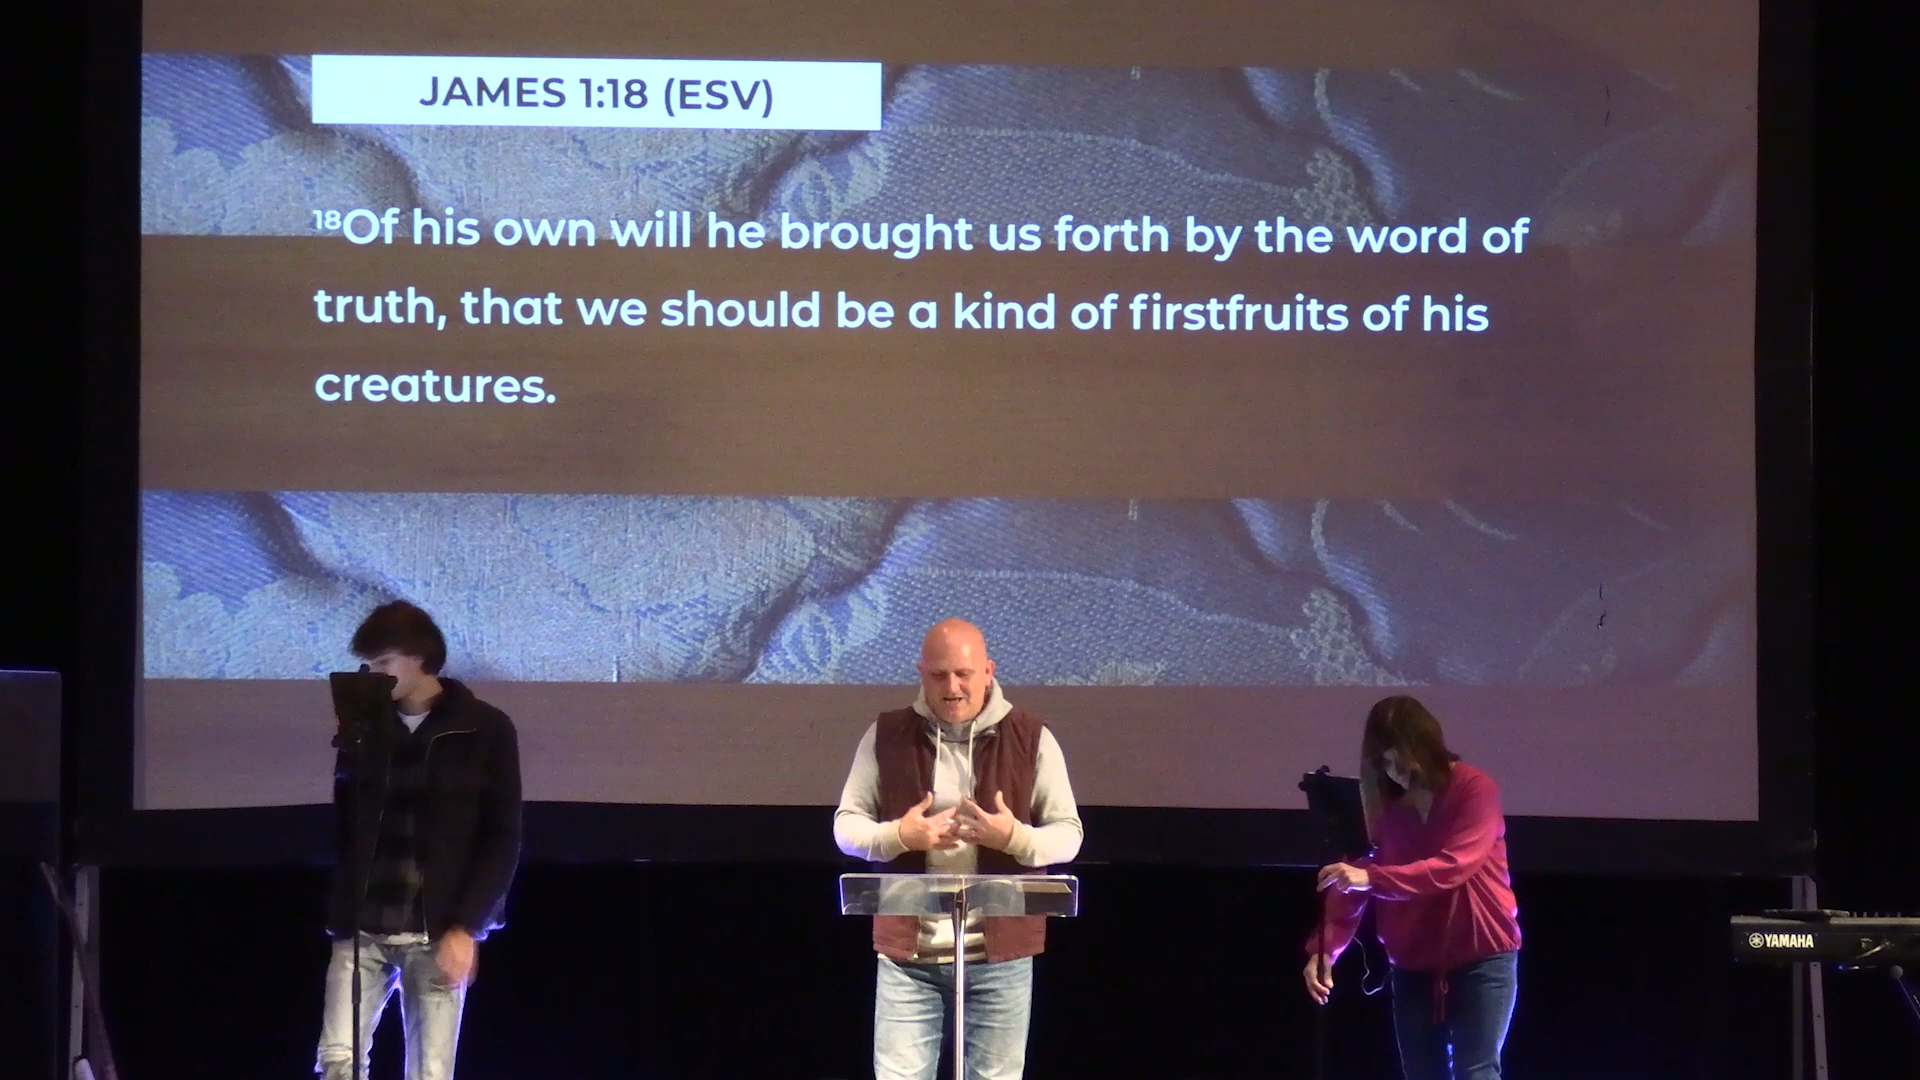 JAMES 1:18 (ESV)
18Of his own will he brought us forth by the word of
truth, that we should be a kind of firstfruits of his
creatures.
YAMAHA